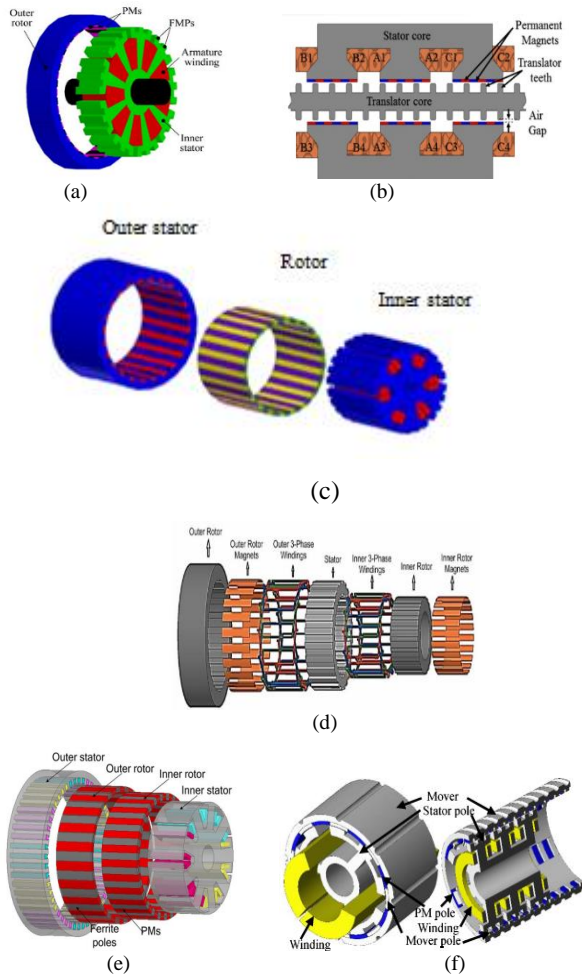 Outer
rotor
PMs
FMPs
Armature
winding
Inner
stator
(a)
Stator core
Permanent
Magnets
Translator
teeth
B1
B2
A1
A2
C1
C2
Translator core
Air
Gap
B3
B4
A3
A4
C3
C4
(b)
Outer stator
Rotor
Inner stator
(c)
Outer Rotor
Outer Rotor
Magnets
Outer 3-Phase
Windings
Stator
Inner 3-Phase
Windings
Inner Rotor
Inner Rotor
Magnets
(d)
Outer stator
Outer rotor
Inner rotor
Inner stator
Ferrite
poles
PMs
(e)
Mover
Stator pole
PM pole
Winding
Winding
Mover pole
(f)